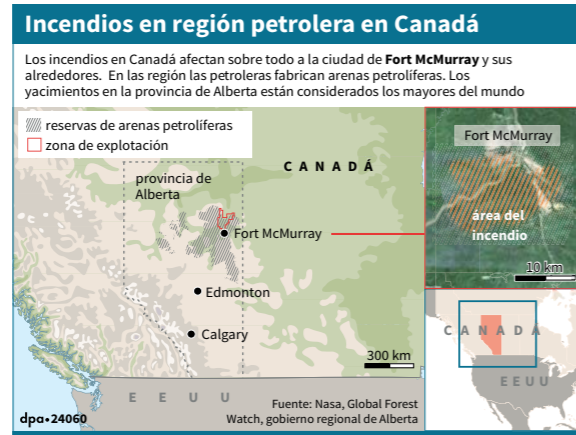 Incendios en región petrolera en Canadá
Los incendios en Canadá afectan sobre todo a la ciudad de Fort McMurray y sus
alrededores. En las región las petroleras fabrican arenas petrolíferas. Los
yacimientos en la provincia de Alberta están considerados los mayores del mundo
reservas de arenas petrolíferas
zona de explotación
CANADÁ
provincia de
Alberta
Fort McMurray
Edmonton
Calgary
300 km
EEUU
Fuente: Nasa, Global Forest
Watch, gobierno regional de Alberta
dpa•24060
Fort McMurray
área del
incendio
10 km
CANADÁ
EEUU